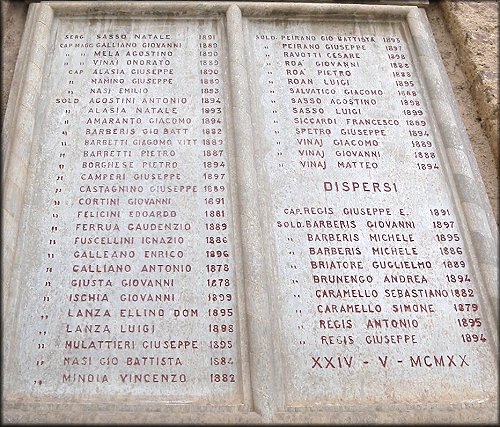 SERG. SASSO NATALE 1891
CAP. MAGG. GALLIANO GIOVANNI 1889
" MELA AGOSTINO 1890
" VINAI ONORATO 1889
CAP. ALASIA GIUSEPPE 1890
" MANINO GIUSEPPE 1889
" NASI EMILIO 1893
SOLD. AGOSTINI ANTONIO 1894
" ALASIA NATALE 1893
" AMARANTO GIACOMO 1894
" BARBERIS GIO BATT 1882
" BARBETTI GIACOMO VITT 1889
" BARRETTI PIETRO 1887
" BORGHESE PIETRO 1894
" CAMPERI GIUSEPPE 1897
" CASTAGNINO GIUSEPPE 1889
" CORTINI GIOVANNI 1891
" FELICINI EDOARDO 1881
" FERRUA GAUDENZIO 1889
" FUSCELLINI IGNAZIO 1886
" GALLEANO ENRICO 1896
" GALLIANO ANTONIO 1878
" GIUSTA GIOVANNI 1878
" ISCHIA GIOVANNI 1899
" LANZA ELLINO DOM 1895
" LANZA LUIGI 1898
" MULATTIERI GIUSEPPE 1895
" NASI GIO BATTISTA 1884
" MINOIA VINCENZO 1882
SOLD. PEIRANO GIO BATTISTA 1895
" PEIRANO GIUSEPPE 1897
" RAVOTTI CESARE 1898
" ROA' GIOVANNI 1888
" ROA' PIETRO 1888
" ROAN LUIGI 1895
" SALVATICO GIACOMO 1888
" SASSO AGOSTINO 1898
" SASSO LUIGI 1899
" SICCARDI FRANCESCO 1889
" SPETRO GIUSEPPE 1894
" VINAJ GIACOMO 1889
" VINAJ GIOVANNI 1888
" VINAJ MATTEO 1894
DISPERSI
CAP. REGIS GIUSEPPE E. 1891
SOLD. BARBERIS GIOVANNI 1897
" BARBERIS MICHELE 1895
" BARBERIS MICHELE 1886
" BRIATORE GUGLIELMO 1889
" BRUNENGO ANDREA 1894
" CARAMELLO SEBASTIANO 1882
" CARAMELLO SIMONE 1879
" REGIS ANTONIO 1895
" REGIS GIUSEPPE 1894
XXIV - V - MCMXX